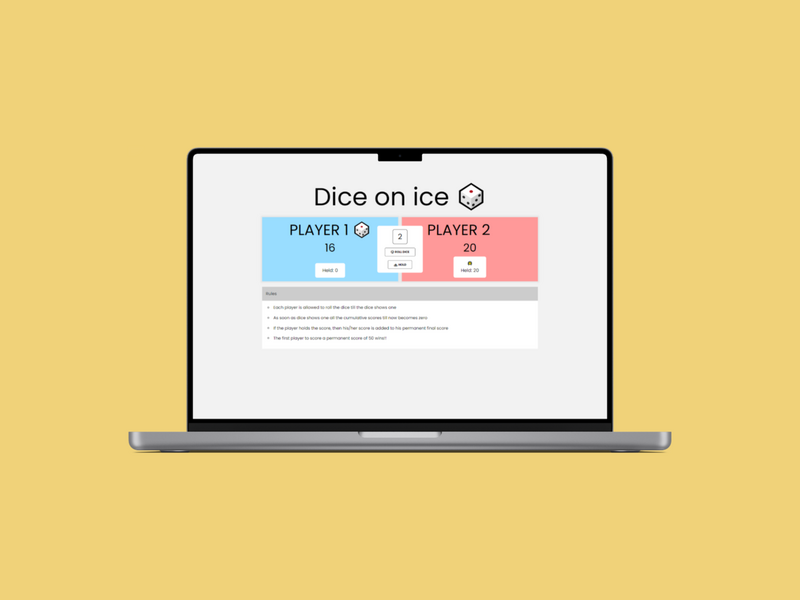 Dice on ice
PLAYER 1
16
Held: 0
2
ROLL DICE
HOLD
PLAYER 2
20
Held: 20
Rules
Each player is allowed to roll the dice till the dice shows one.
As soon as dice shows one all the cumulative scores till now becomes zero.
If the player holds the score, then his/her score is added to his permanent final score.
The first player to score a permanent score of 50 wins!!